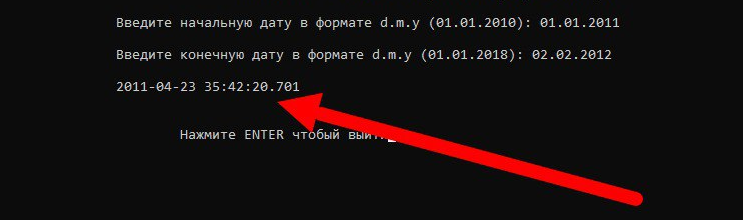 Введите начальную дату в формате d.m.y (01.01.2010): 01.01.2011
Введите конечную дату в формате d.m.y (01.01.2018): 02.02.2012
2011-04-23 35:42:20.701
Нажмите ENTER чтобый